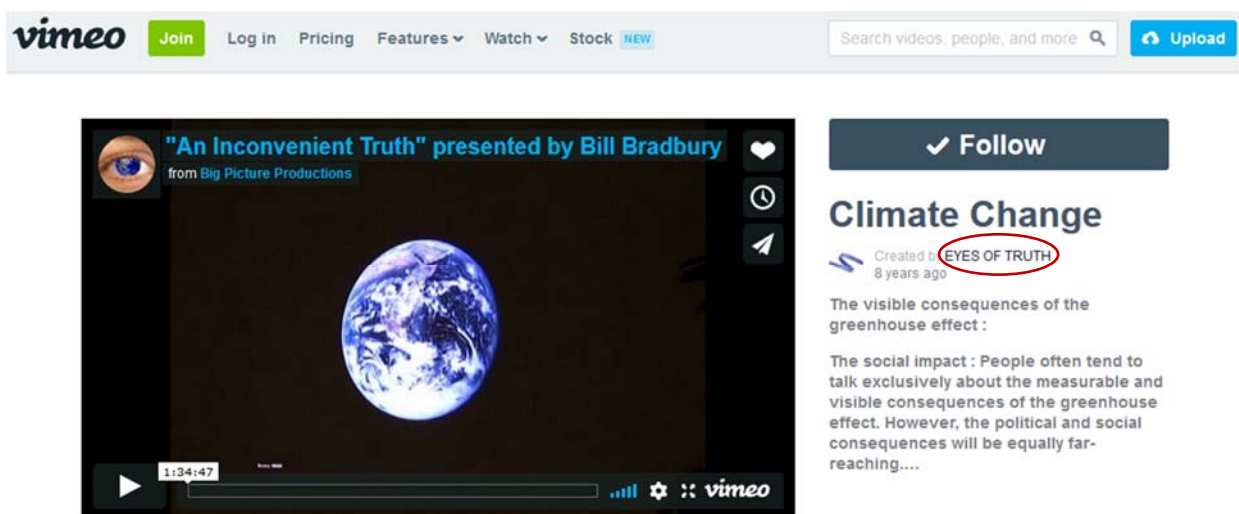 vimeo Join Log in Pricing Features Watch Stock NEW Search videos, people, and more Upload
"An Inconvenient Truth" presented by Bill Bradbury
from Big Picture Productions
1:34:47
vimeo
Follow
Climate Change
Created by EYES OF TRUTH
8 years ago
The visible consequences of the
greenhouse effect :
The social impact : People often tend to
talk exclusively about the measurable and
visible consequences of the greenhouse
effect. However, the political and social
consequences will be equally far-
reaching....